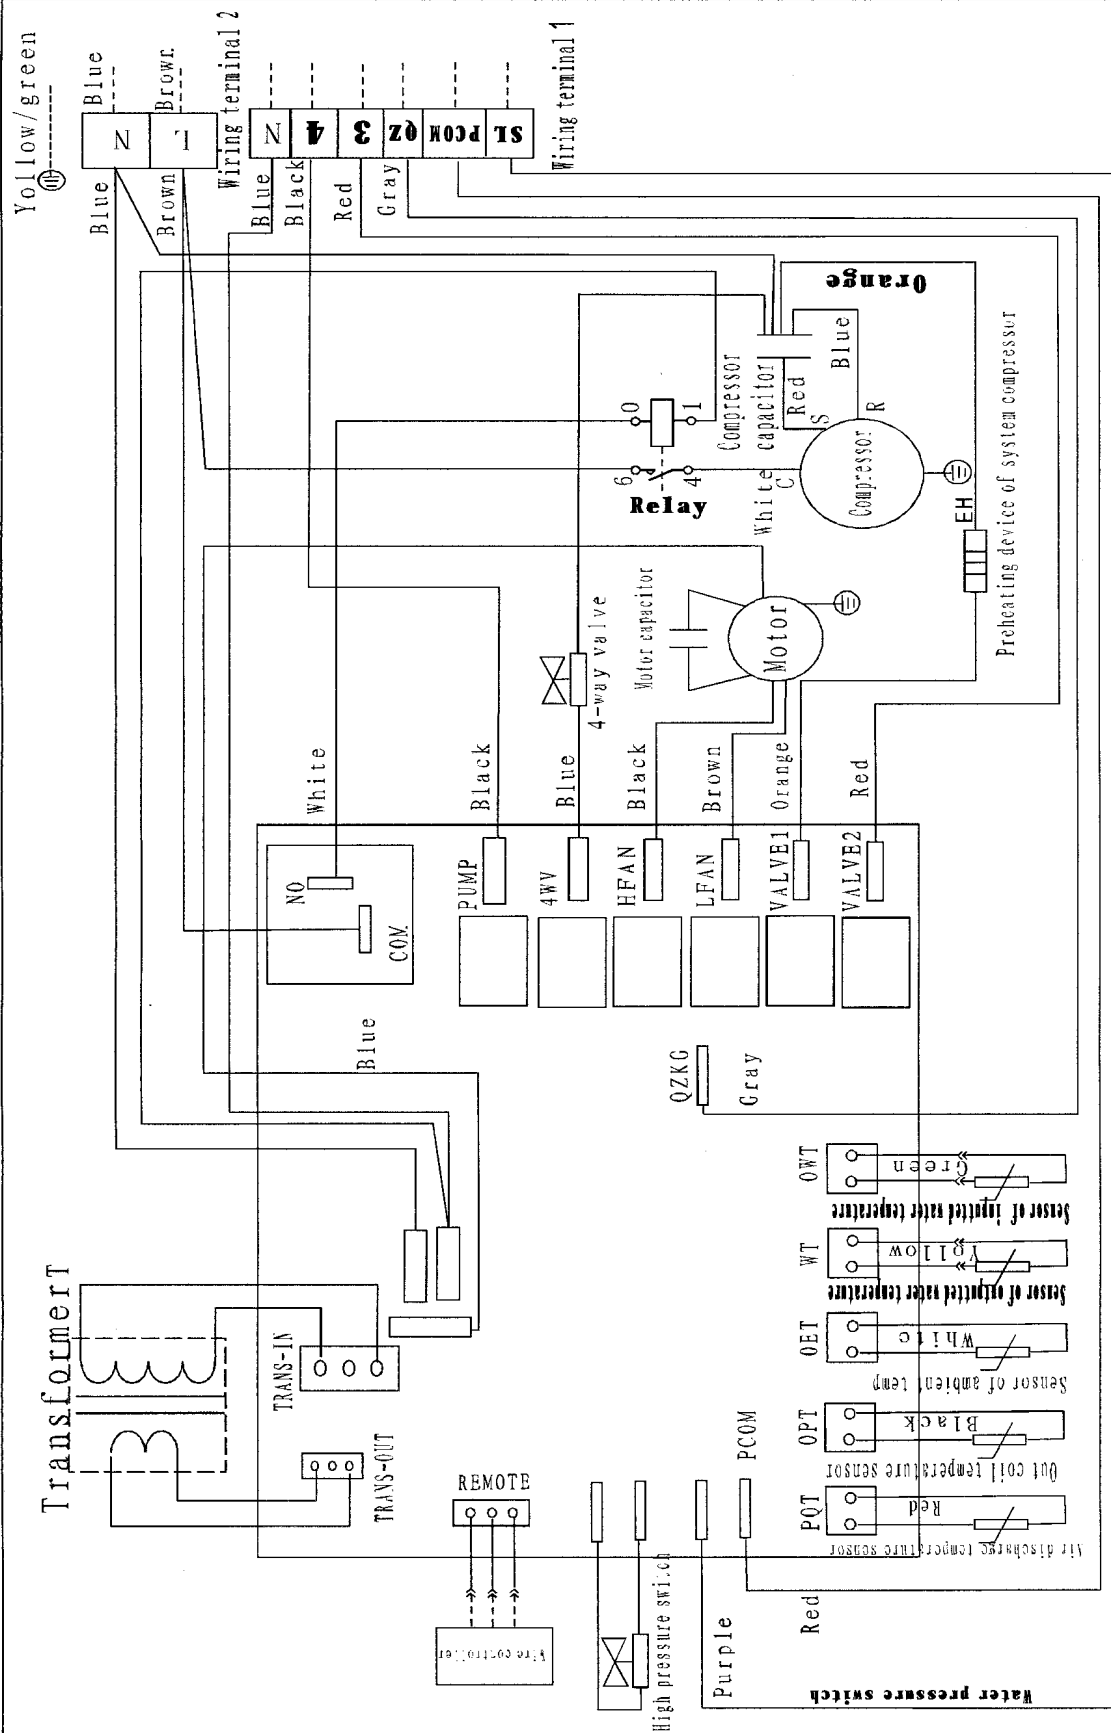 Yollow/green
Blue
N
Blue
Browr.
L
Brown
Wiring terminal 2
N
Blue
4
Black
3
Red
QZ
Gray
PCOM
SL
Wiring terminal 1
Orange
0
1
6
4
Relay
Compressor
capacitor
Red
Blue
White
S
R
C
Compressor
EH
Preheating device of system compressor
Motor capacitor
Motor
4-way valve
White
Black
Blue
Black
Brown
Orange
Red
NO
COM
PUMP
4WV
HFAN
LFAN
VALVE1
VALVE2
Blue
QZKG
Gray
TransformerT
TRANS-IN
TRANS-OUT
REMOTE
Wire controller
High pressure switch
Purple
PCOM
Red
Water pressure switch
OWT
Green
Sensor of inputted water temperature
WT
Yollow
Sensor of outputted water temperature
OET
White
Sensor of ambient temp
OPT
Black
Out coil temperature sensor
PQT
Red
Air discharge temperature sensor